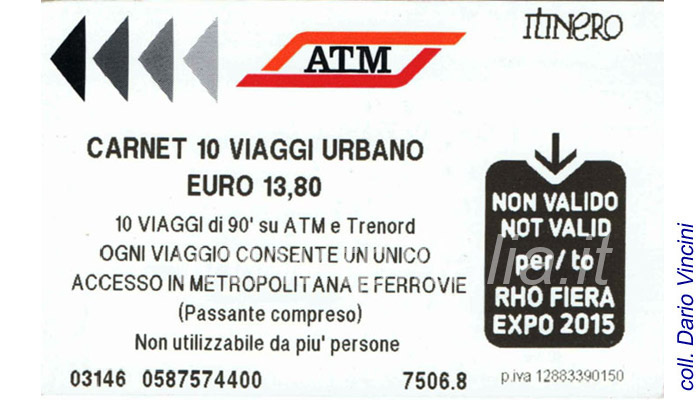 ITINERO
ATM
CARNET 10 VIAGGI URBANO
EURO 13,80
10 VIAGGI di 90' su ATM e Trenord
OGNI VIAGGIO CONSENTE UN UNICO
ACCESSO IN METROPOLITANA E FERROVIE
(Passante compreso)
Non utilizzabile da piu' persone
03146 0587574400 7506.8
NON VALIDO
NOT VALID
per/to
RHO FIERA
EXPO 2015
p.iva 12883390150
lia.it
coll. Dario Vincini